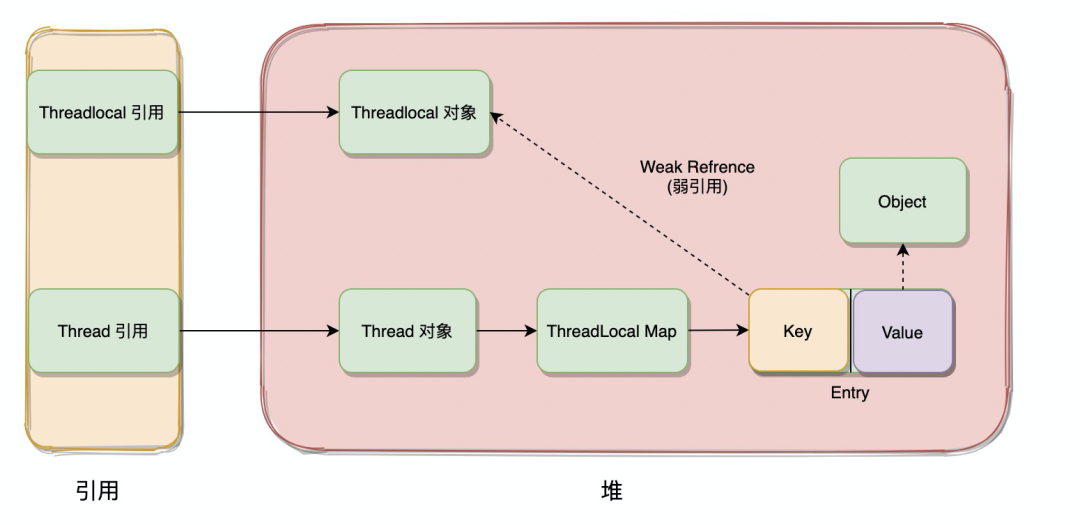 Threadlocal 引用
Threadlocal 对象
Weak Refrence
(弱引用)
Object
Thread 引用
Thread 对象
ThreadLocal Map
Key
Value
Entry
引用
堆